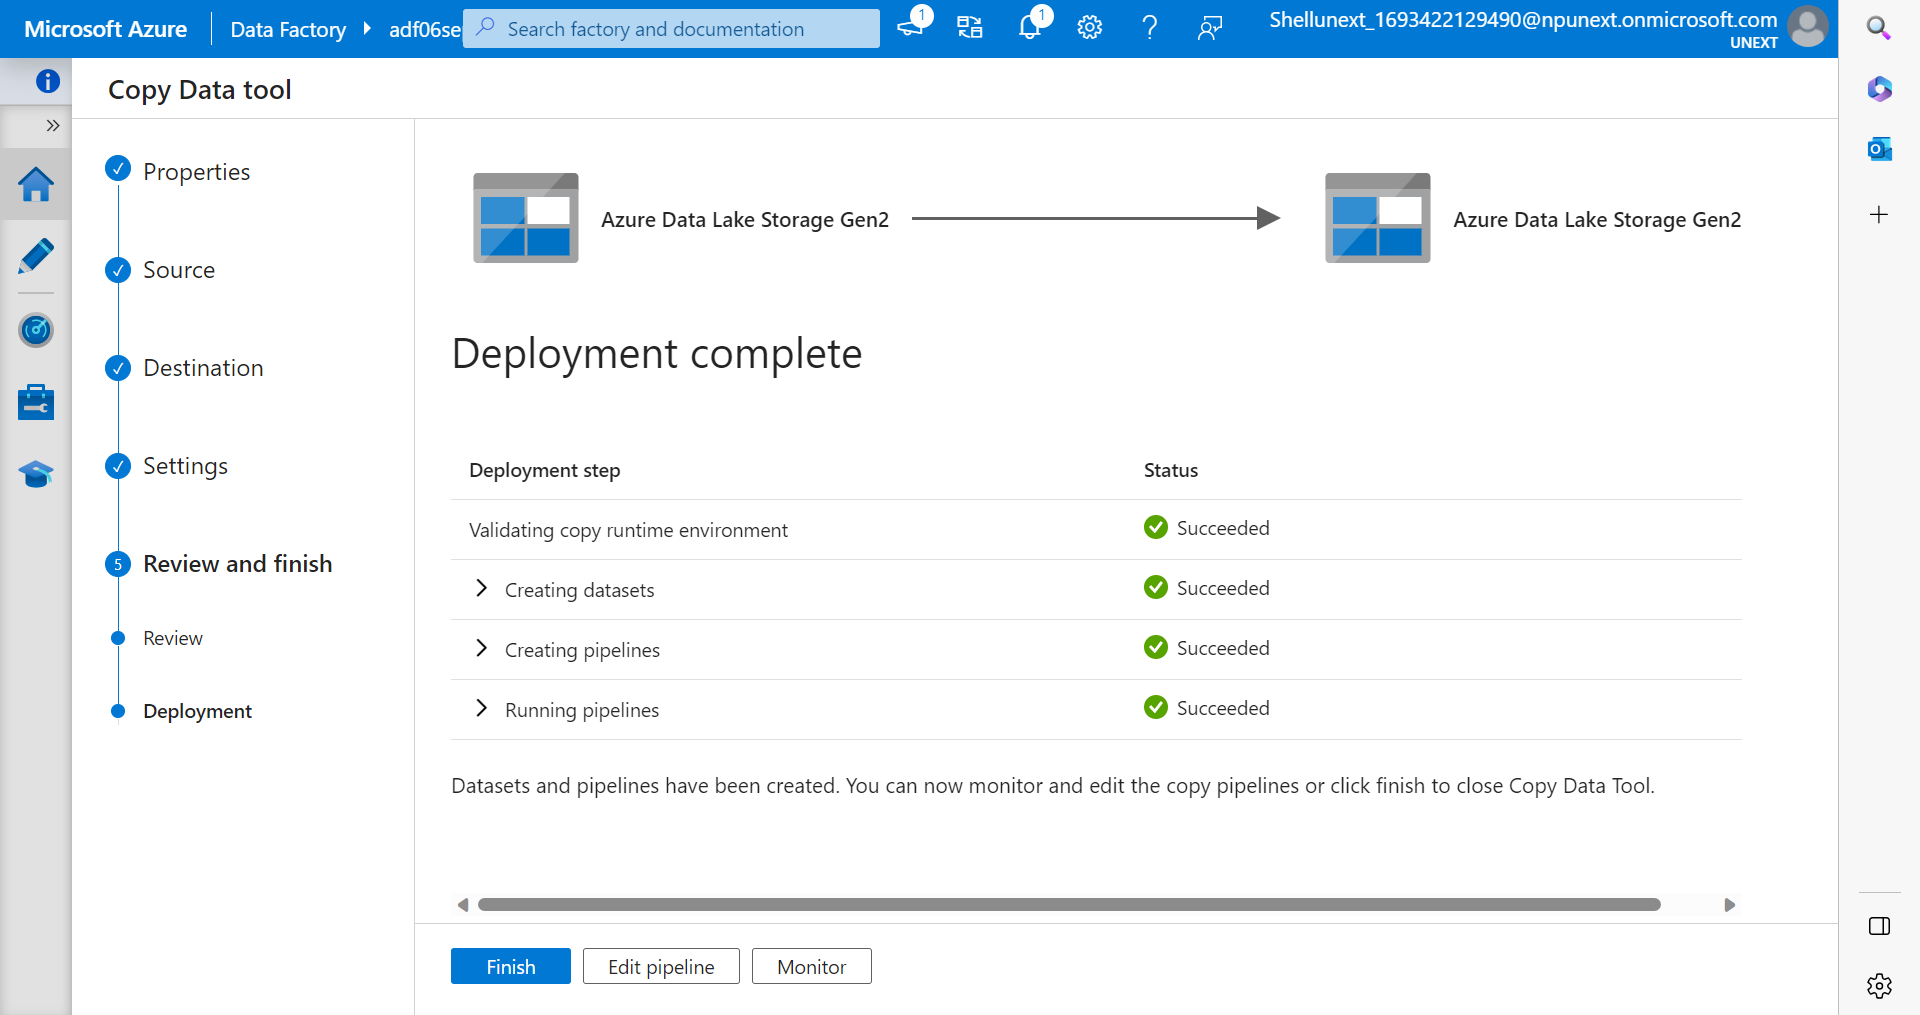 Microsoft Azure
Data Factory
adf06se
Search factory and documentation
1
1
Shellunext_1693422129490@npunext.onmicrosoft.com
UNEXT
Copy Data tool
Properties
Source
Destination
Settings
5
Review and finish
Review
Deployment
Azure Data Lake Storage Gen2
Azure Data Lake Storage Gen2
Deployment complete
Deployment step Status
Validating copy runtime environment Succeeded
Creating datasets Succeeded
Creating pipelines Succeeded
Running pipelines Succeeded
Datasets and pipelines have been created. You can now monitor and edit the copy pipelines or click finish to close Copy Data Tool.
Finish
Edit pipeline
Monitor